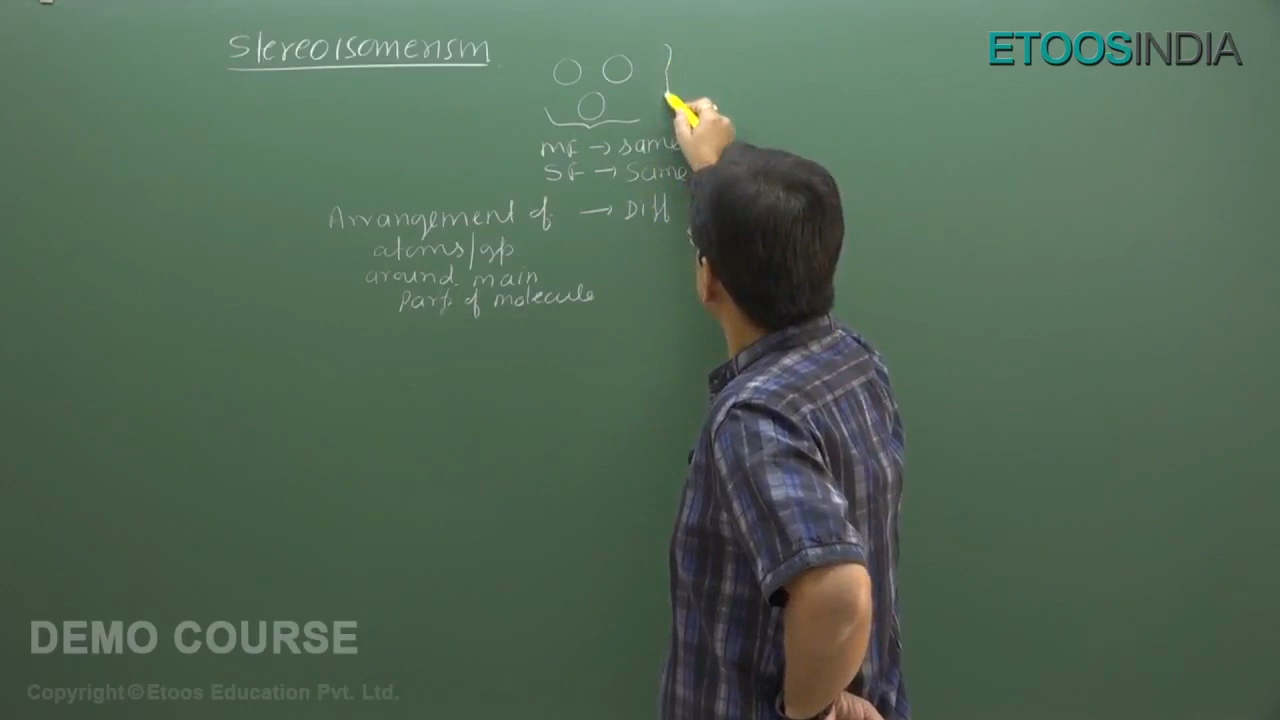 Stereoisomerism
ETOOSINDIA
MF → same
SF → Same
Arrangement of → Diff
atoms/gp
around main
Part of molecule
DEMO COURSE
Copyright©Etoos Education Pvt. Ltd.